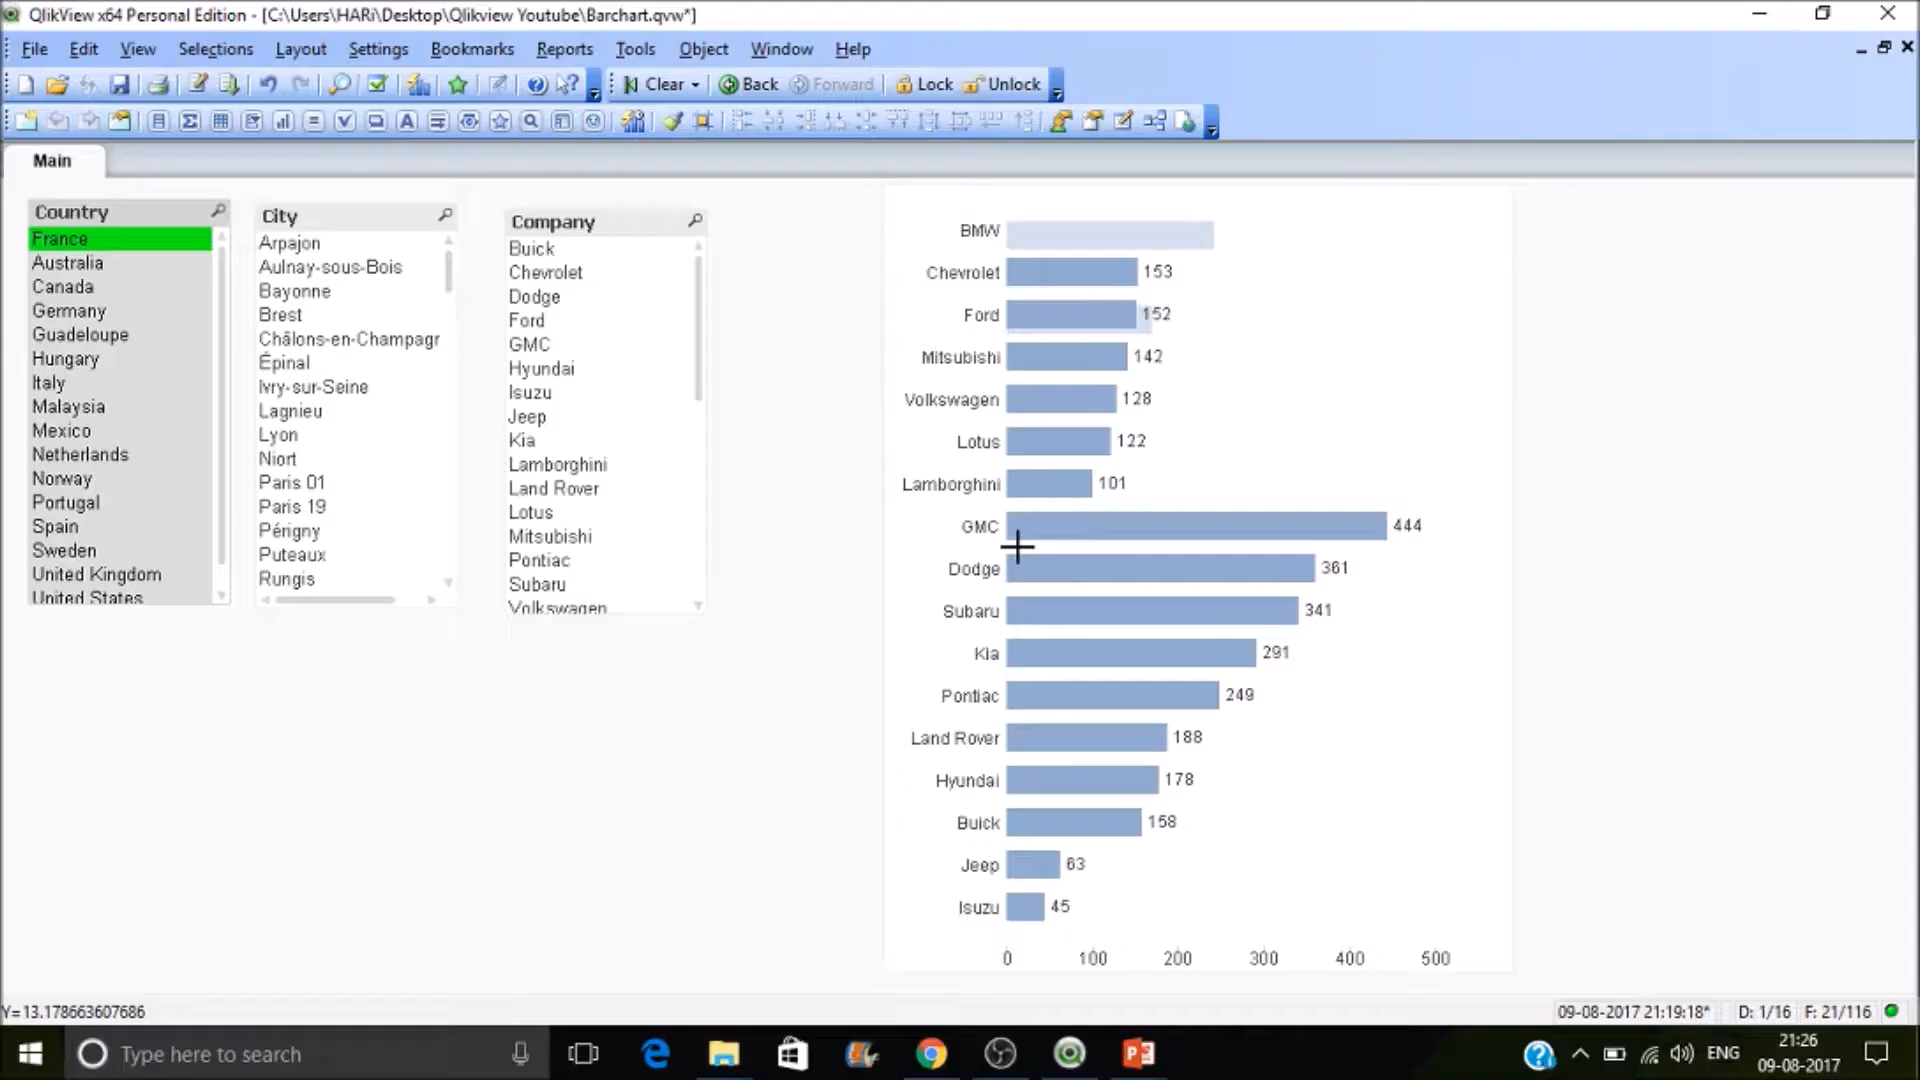 QlikView x64 Personal Edition - [C:\Users\HARi\Desktop\Qlikview Youtube\Barchart.qvw*]
File Edit View Selections Layout Settings Bookmarks Reports Tools Object Window Help
Clear Back Forward Lock Unlock
Main
Country
France
Australia
Canada
Germany
Guadeloupe
Hungary
Italy
Malaysia
Mexico
Netherlands
Norway
Portugal
Spain
Sweden
United Kingdom
United States
City
Arpajon
Aulnay-sous-Bois
Bayonne
Brest
Châlons-en-Champagr
Épinal
Ivry-sur-Seine
Lagnieu
Lyon
Niort
Paris 01
Paris 19
Périgny
Puteaux
Rungis
Company
Buick
Chevrolet
Dodge
Ford
GMC
Hyundai
Isuzu
Jeep
Kia
Lamborghini
Land Rover
Lotus
Mitsubishi
Pontiac
Subaru
Volkswagen
BMW
Chevrolet 153
Ford 152
Mitsubishi 142
Volkswagen 128
Lotus 122
Lamborghini 101
GMC 444
Dodge 361
Subaru 341
Kia 291
Pontiac 249
Land Rover 188
Hyundai 178
Buick 158
Jeep 63
Isuzu 45
0 100 200 300 400 500
Y=13.178663607686
09-08-2017 21:19:18* D: 1/16 F: 21/116
Type here to search
ENG
21:26
09-08-2017